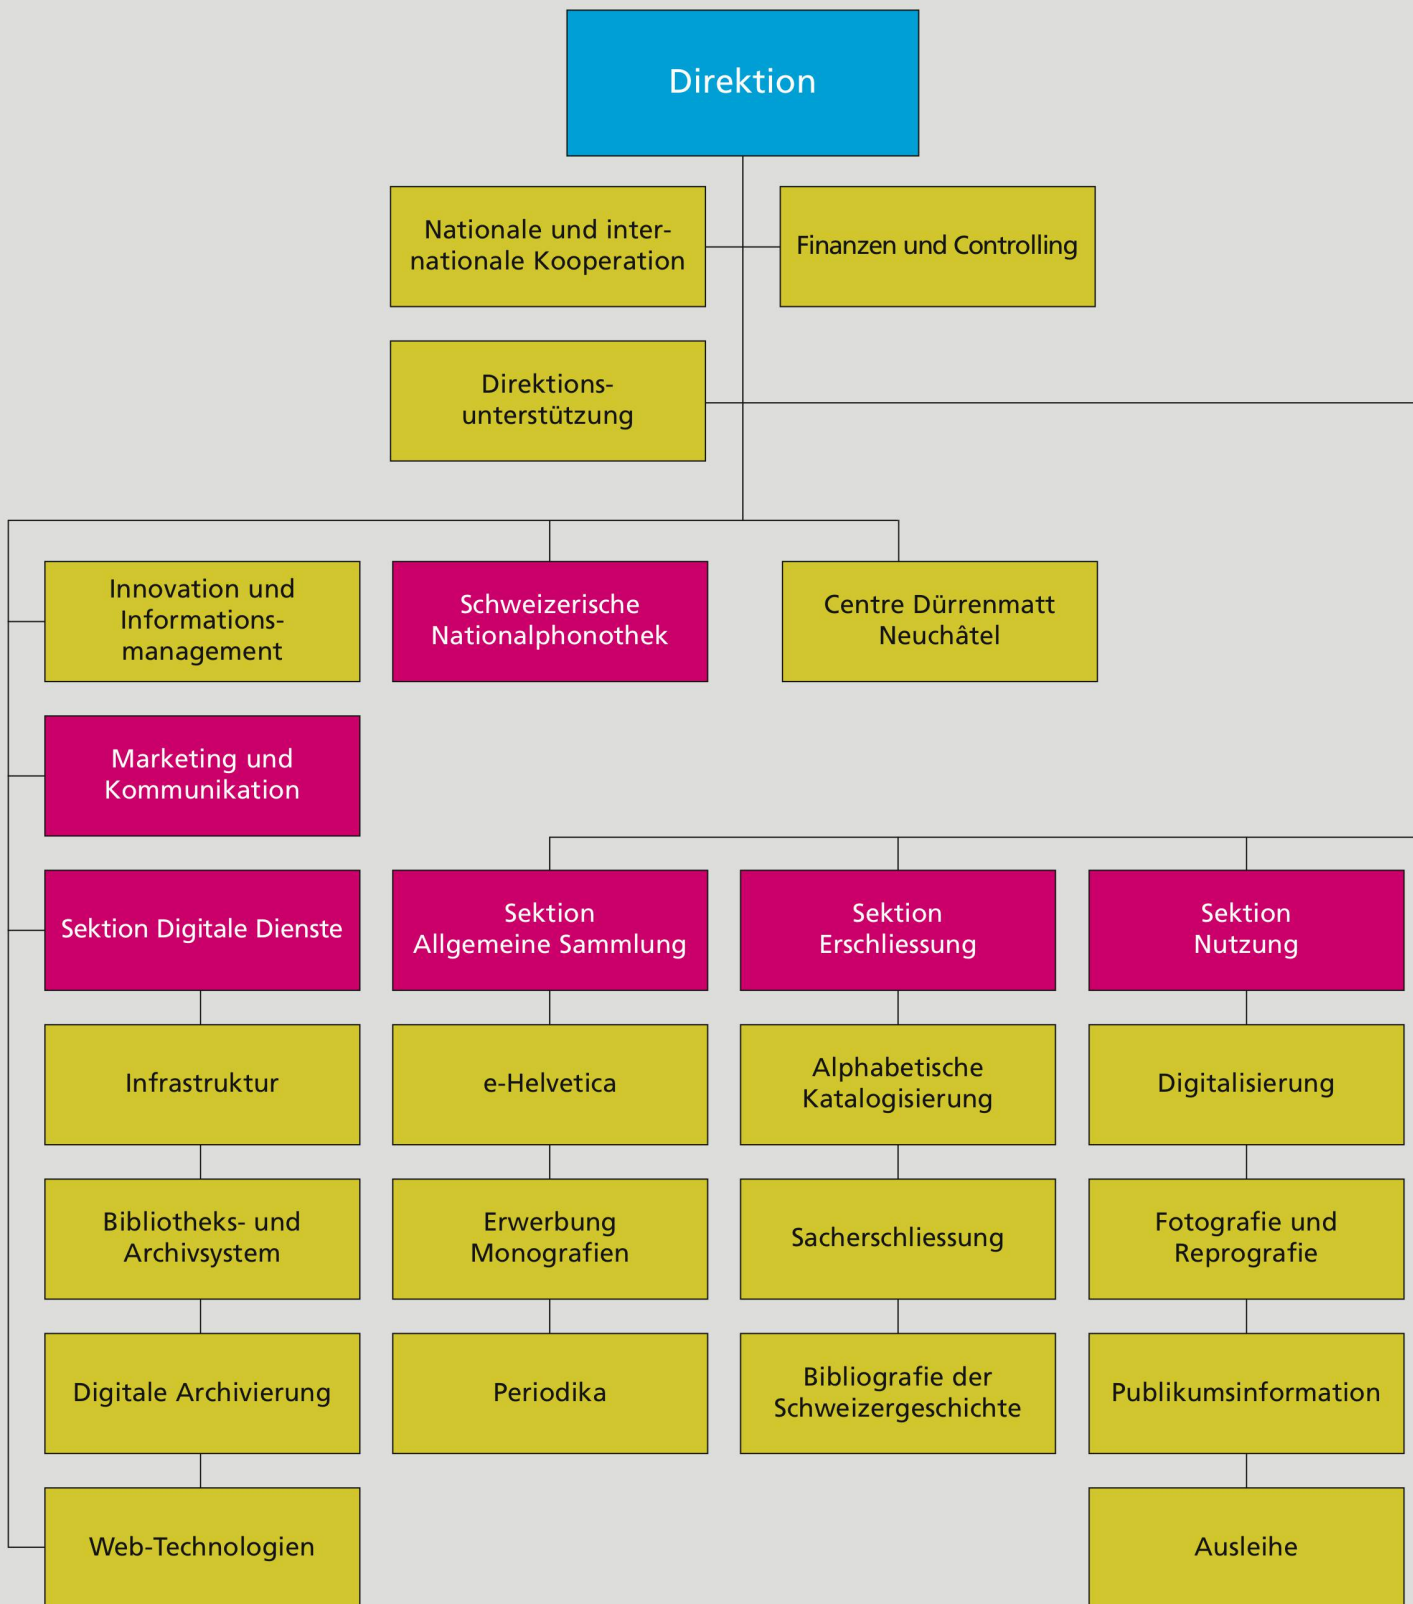 Direktion
Nationale und inter-
nationale Kooperation
Finanzen und Controlling
Direktions-
unterstützung
Innovation und
Informations-
management
Schweizerische
Nationalphonothek
Centre Dürrenmatt
Neuchâtel
Marketing und
Kommunikation
Sektion Digitale Dienste
Sektion
Allgemeine Sammlung
Sektion
Erschliessung
Sektion
Nutzung
Infrastruktur
e-Helvetica
Alphabetische
Katalogisierung
Digitalisierung
Bibliotheks- und
Archivsystem
Erwerbung
Monografien
Sacherschliessung
Fotografie und
Reprografie
Digitale Archivierung
Periodika
Bibliografie der
Schweizergeschichte
Publikumsinformation
Web-Technologien
Ausleihe